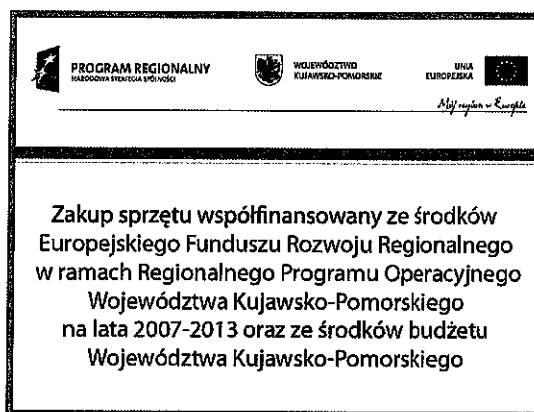 PROGRAM REGIONALNY
NARODOWA STRATEGIA SPÓJNOŚCI
WOJEWÓDZTWO
KUJAWSKO-POMORSKIE
UNIA
EUROPEJSKA
Mój region w Europie
Zakup sprzętu współfinansowany ze środków
Europejskiego Funduszu Rozwoju Regionalnego
w ramach Regionalnego Programu Operacyjnego
Województwa Kujawsko-Pomorskiego
na lata 2007-2013 oraz ze środków budżetu
Województwa Kujawsko-Pomorskiego